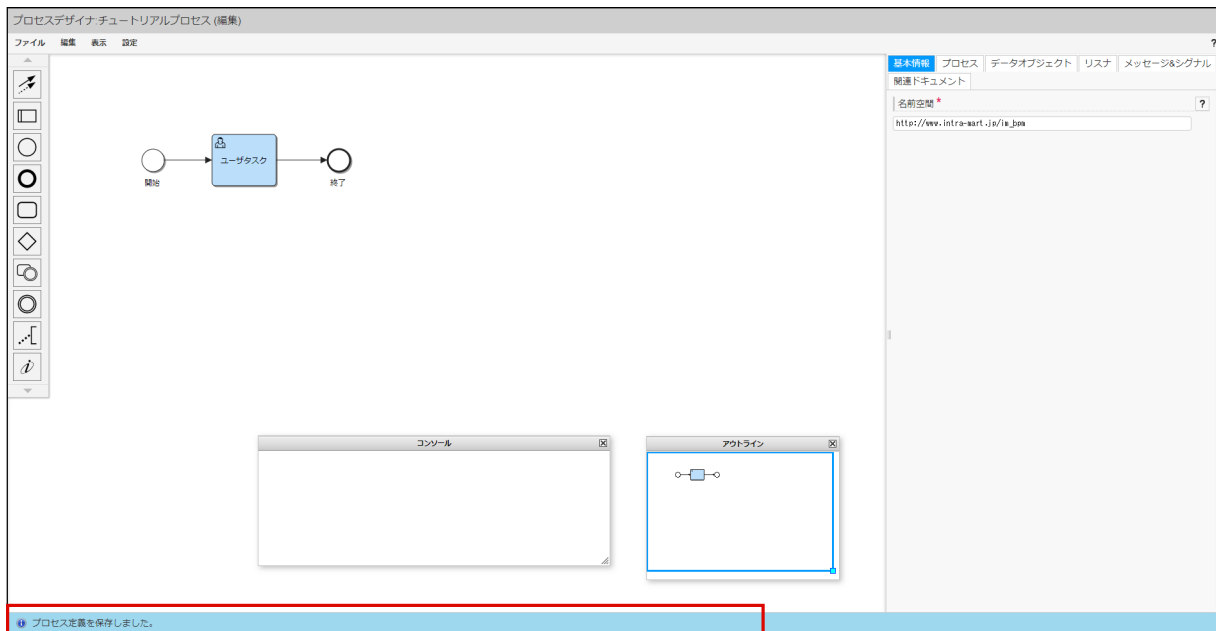 プロセスデザイナ:チュートリアルプロセス (編集)
ファイル 編集 表示 設定 ?
基本情報 プロセス データオブジェクト リスナ メッセージ&シグナル
関連ドキュメント
名前空間 * ?
http://www.intra-mart.jp/im_bpm
ユーザタスク
開始 終了
コンソール
アウトライン
プロセス定義を保存しました。